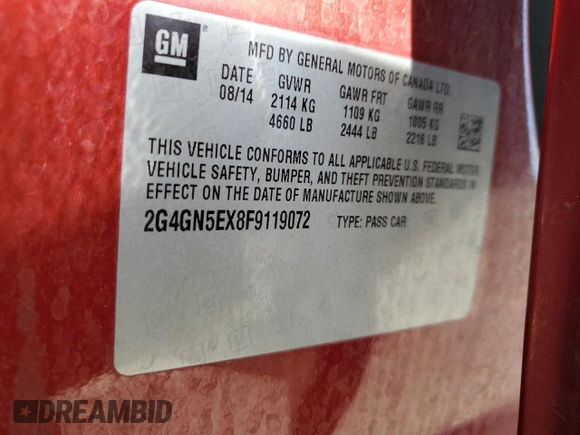 GM
MFD BY GENERAL MOTORS OF CANADA LTD.
DATE GVWR GAWR FRT GAWR RR
08/14 2114 KG 1109 KG 1005 KG
4660 LB 2444 LB 2216 LB
THIS VEHICLE CONFORMS TO ALL APPLICABLE U.S. FEDERAL MOTOR
VEHICLE SAFETY, BUMPER, AND THEFT PREVENTION STANDARDS IN
EFFECT ON THE DATE OF MANUFACTURE SHOWN ABOVE.
2G4GN5EX8F9119072 TYPE: PASS CAR
DREAMBID